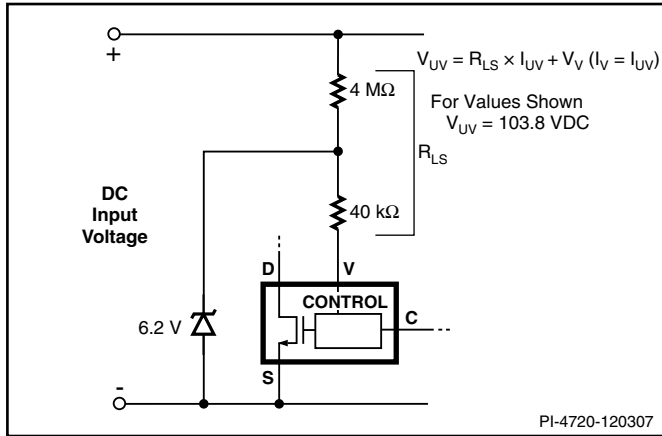 +
V_UV = R_LS × I_UV + V_V (I_V = I_UV)
4 MΩ
For Values Shown
V_UV = 103.8 VDC
R_LS
DC
Input
Voltage
40 kΩ
D
V
CONTROL
C
6.2 V
S
-
PI-4720-120307